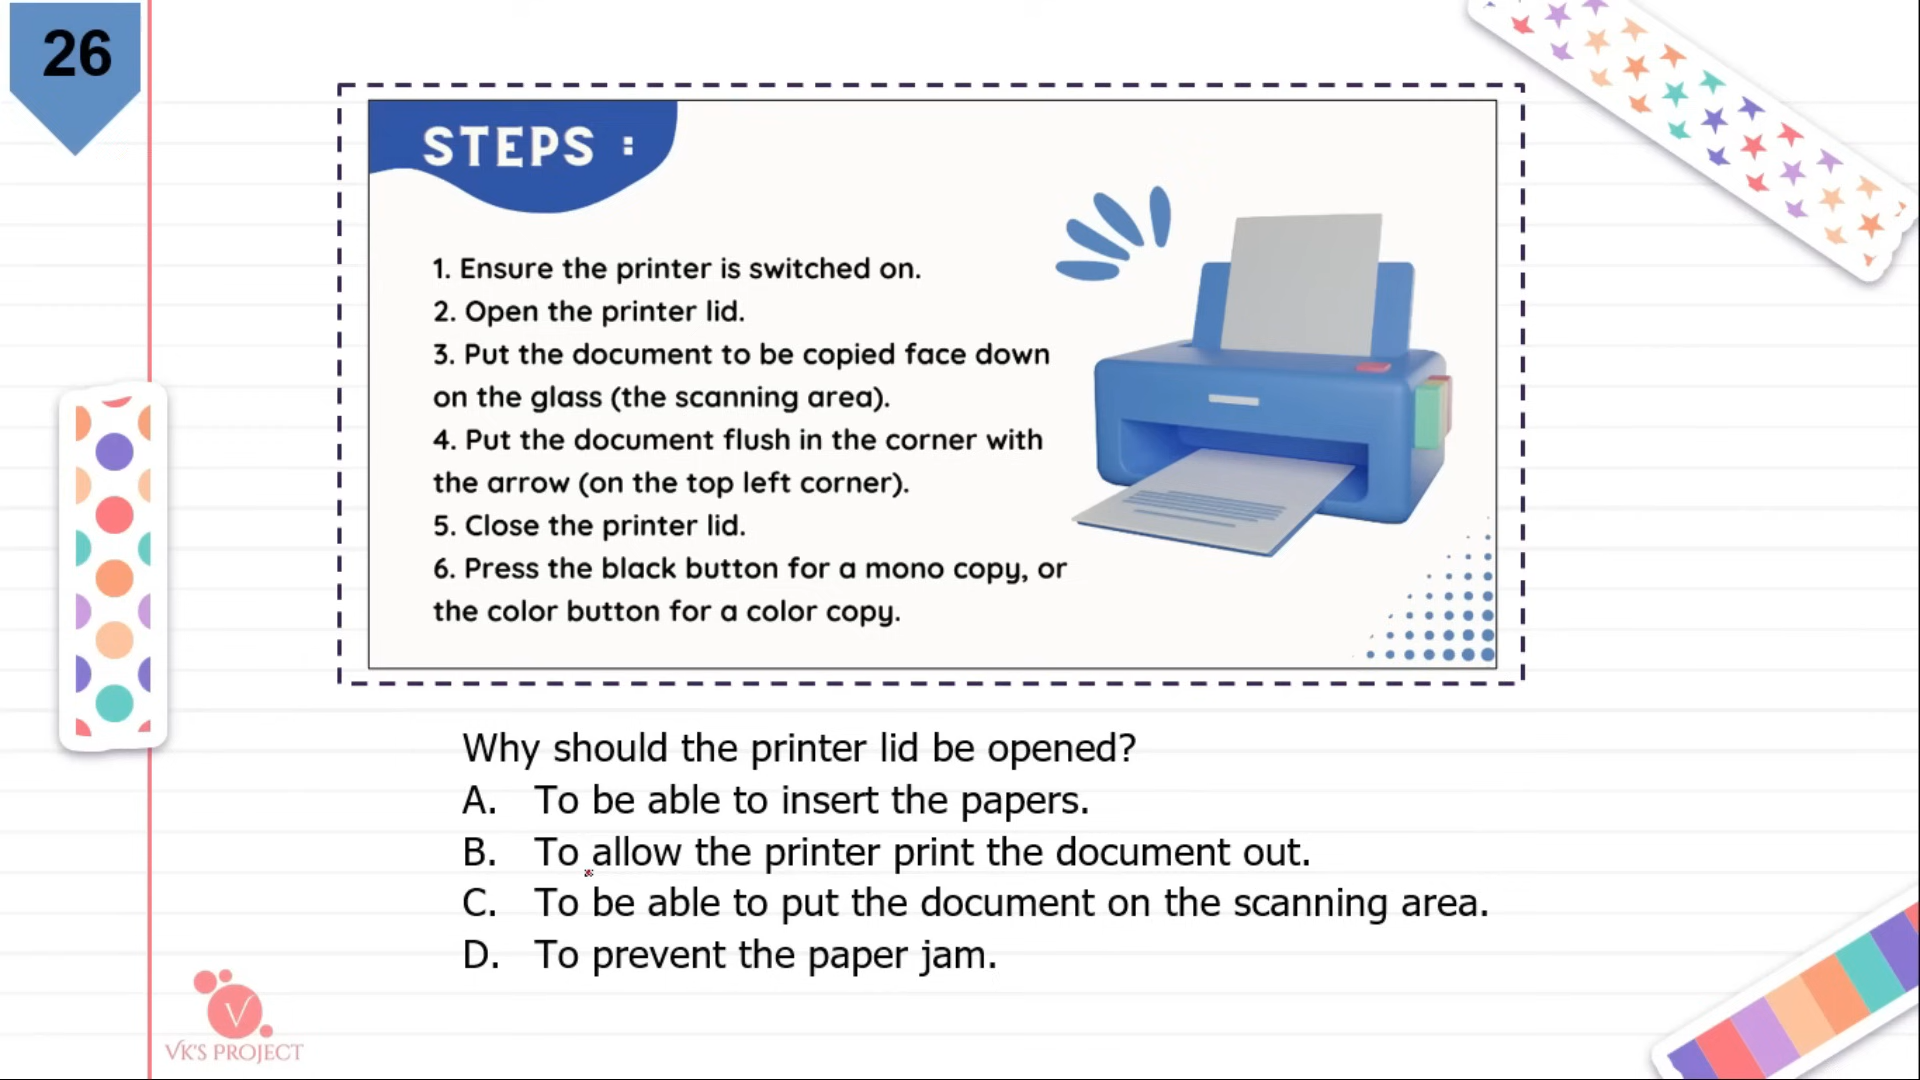 26
STEPS :
1. Ensure the printer is switched on.
2. Open the printer lid.
3. Put the document to be copied face down
on the glass (the scanning area).
4. Put the document flush in the corner with
the arrow (on the top left corner).
5. Close the printer lid.
6. Press the black button for a mono copy, or
the color button for a color copy.
Why should the printer lid be opened?
A. To be able to insert the papers.
B. To allow the printer print the document out.
C. To be able to put the document on the scanning area.
D. To prevent the paper jam.
V
VK'S PROJECT